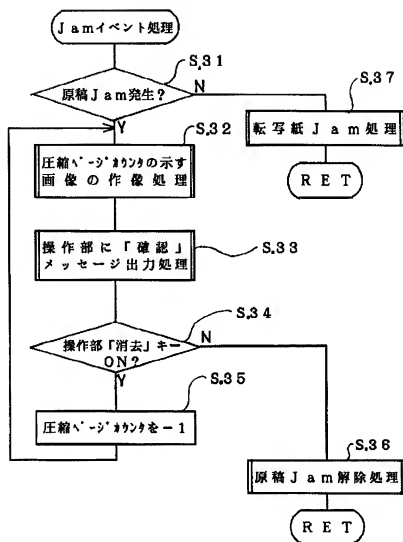 Jamイベント処理
S.31
原稿Jam発生?
N
Y
S.37
転写紙Jam処理
RET
S.32
圧縮ページカウンタの示す
画像の作像処理
操作部に「確認」
メッセージ出力処理
S.33
S.34
操作部「消去」キー
ON?
N
Y
S.35
圧縮ページカウンタを−1
S.36
原稿Jam解除処理
RET